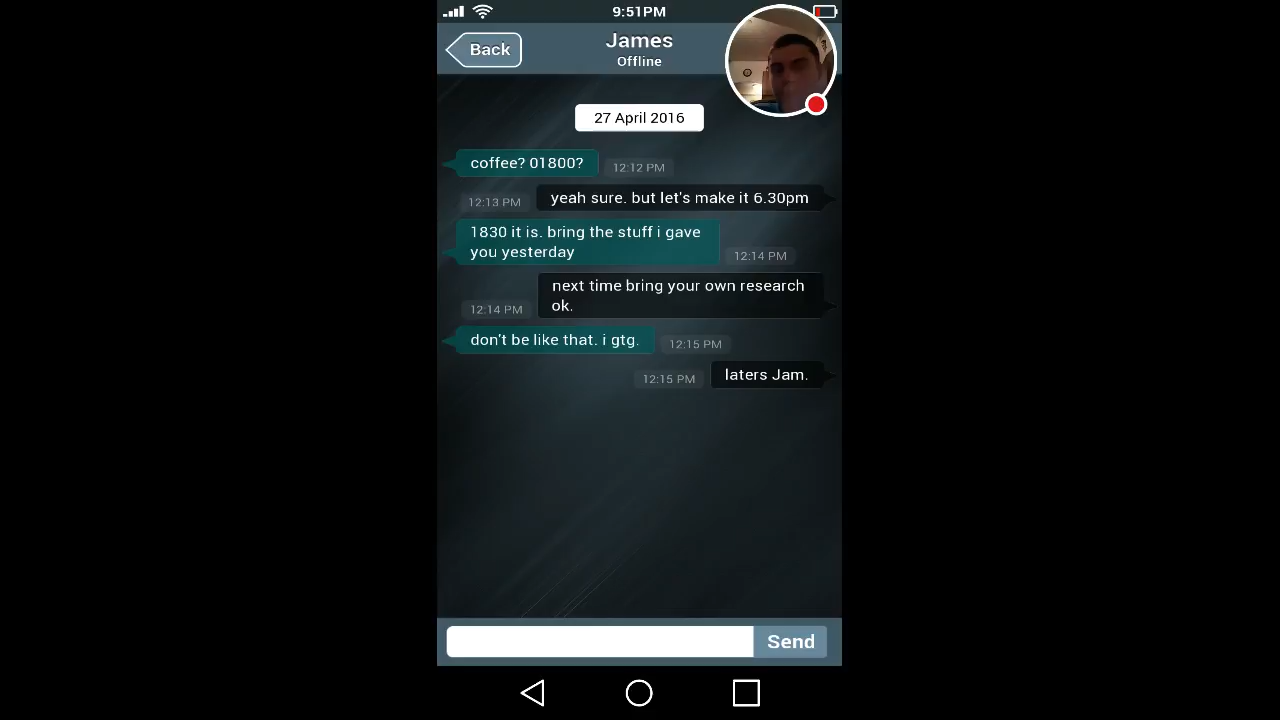 9:51PM
Back
James
Offline
27 April 2016
coffee? 01800?
12:12 PM
12:13 PM
yeah sure. but let's make it 6.30pm
1830 it is. bring the stuff i gave
you yesterday
12:14 PM
next time bring your own research
ok.
12:14 PM
don't be like that. i gtg.
12:15 PM
12:15 PM
laters Jam.
Send